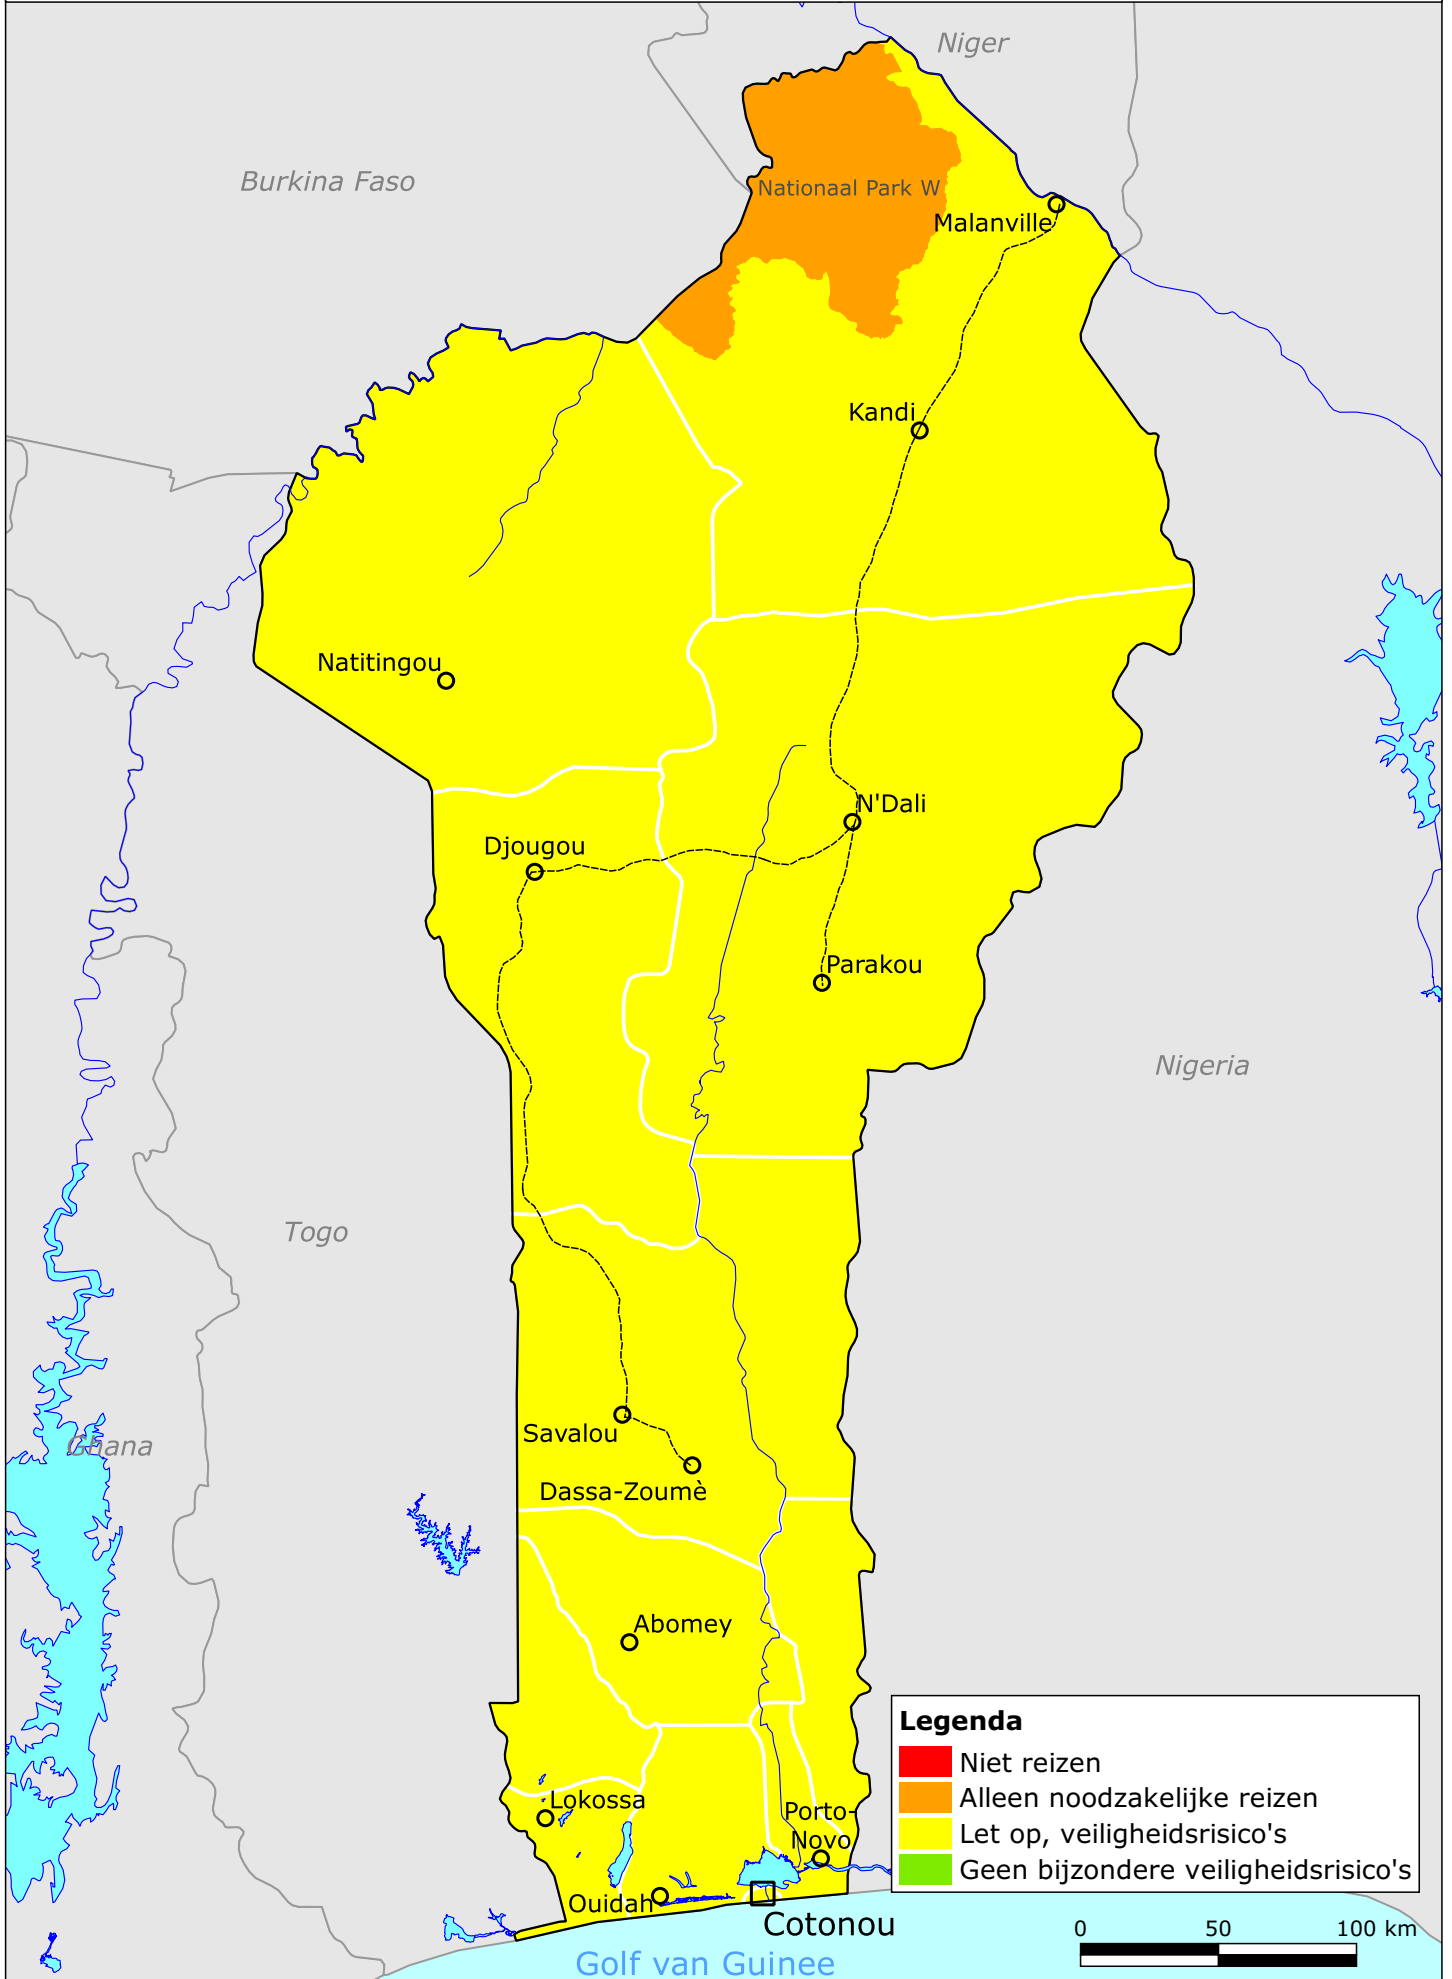 Niger
Burkina Faso
Nationaal Park W
Malanville
Kandi
Natitingou
N'Dali
Djougou
Parakou
Nigeria
Togo
Savalou
Ghana
Dassa-Zoumè
Abomey
Legenda
Niet reizen
Alleen noodzakelijke reizen
Let op, veiligheidsrisico's
Geen bijzondere veiligheidsrisico's
Lokossa
Porto-
Novo
Ouidah
Cotonou
0 50 100 km
Golf van Guinee